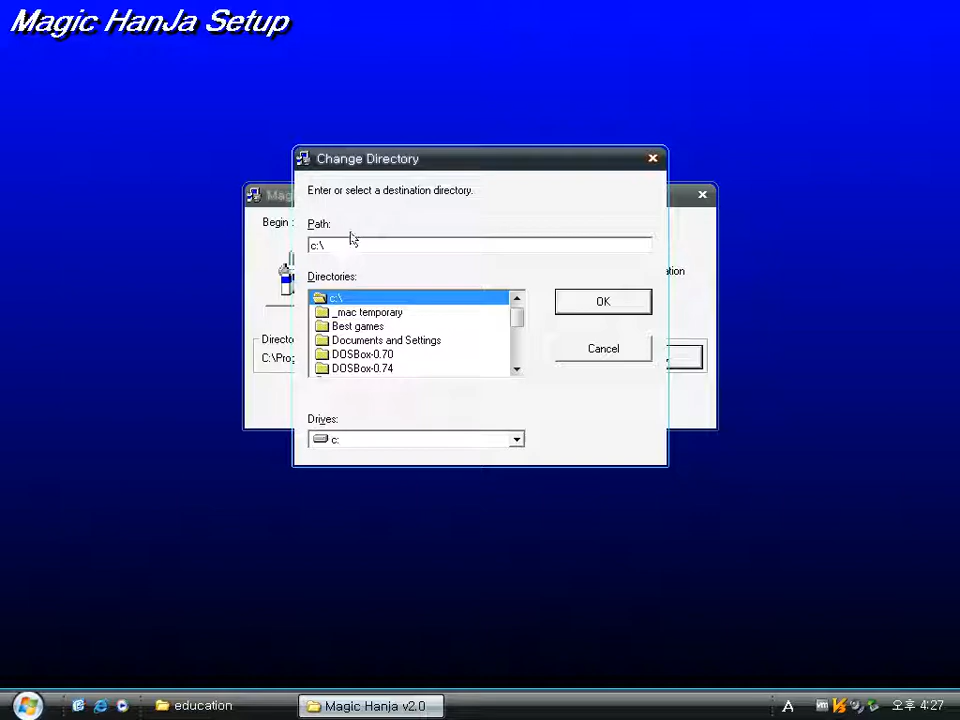 Magic HanJa Setup
Change Directory
Enter or select a destination directory.
Begin
Path:
c:\
Directories:
c:\
_mac temporary
Best games
Documents and Settings
DOSBox-0.70
DOSBox-0.74
OK
Cancel
C:\Prog
Drives:
c:
education
Magic Hanja v2.0
A
오후 4:27